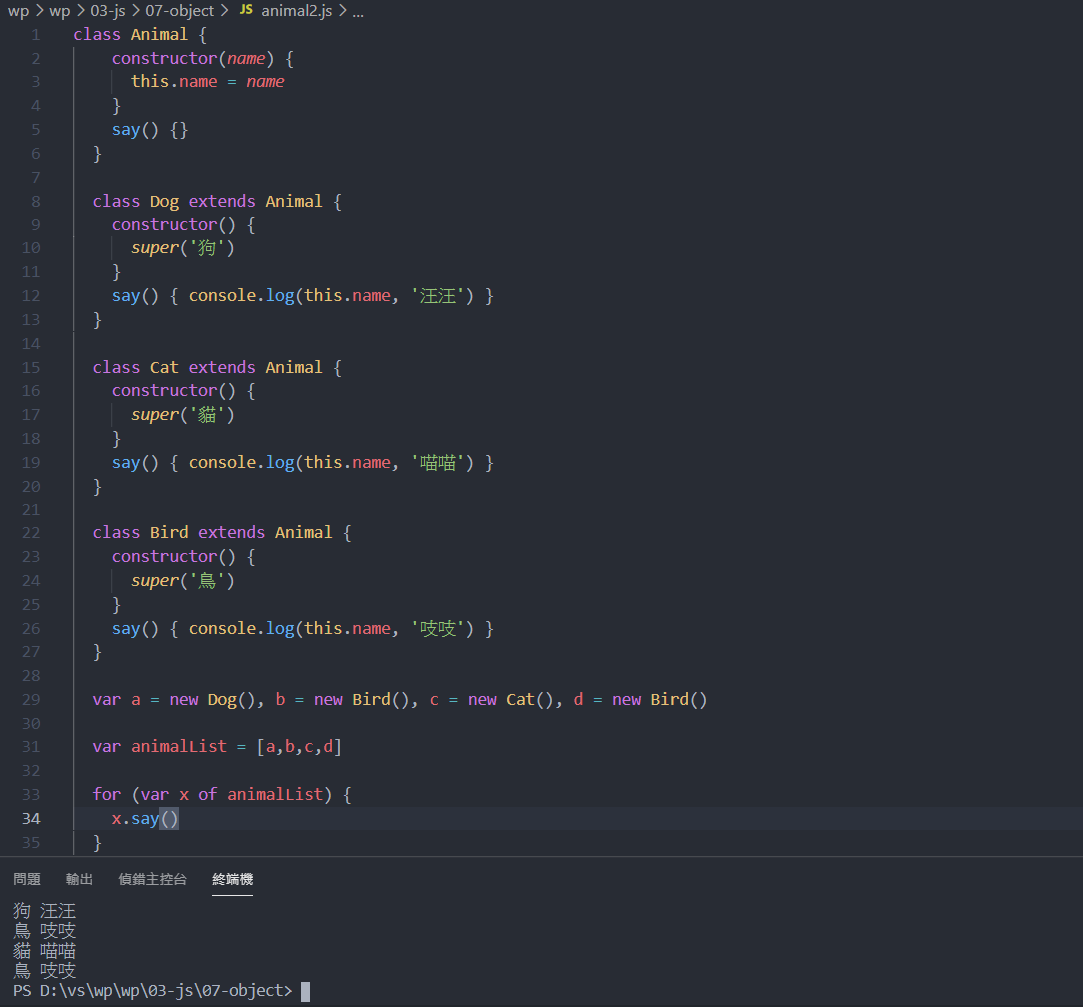 wp > wp > 03-js > 07-object > JS animal2.js > ...
1 class Animal {
2 constructor(name) {
3 this.name = name
4 }
5 say() {}
6 }
7
8 class Dog extends Animal {
9 constructor() {
10 super('狗')
11 }
12 say() { console.log(this.name, '汪汪') }
13 }
14
15 class Cat extends Animal {
16 constructor() {
17 super('貓')
18 }
19 say() { console.log(this.name, '喵喵') }
20 }
21
22 class Bird extends Animal {
23 constructor() {
24 super('鳥')
25 }
26 say() { console.log(this.name, '吱吱') }
27 }
28
29 var a = new Dog(), b = new Bird(), c = new Cat(), d = new Bird()
30
31 var animalList = [a,b,c,d]
32
33 for (var x of animalList) {
34 x.say()
35 }
問題 輸出 偵錯主控台 終端機
狗 汪汪
鳥 吱吱
貓 喵喵
鳥 吱吱
PS D:\vs\wp\wp\03-js\07-object>